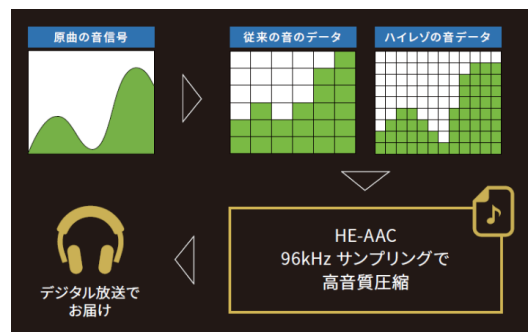 原曲の音信号
従来の音のデータ
ハイレゾの音データ
HE-AAC
96kHz サンプリングで
高音質圧縮
デジタル放送で
お届け